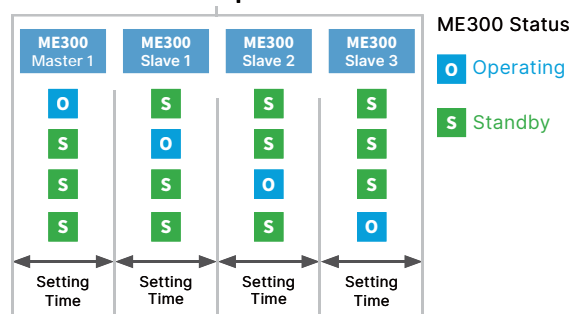 ME300 Status
ME300 ME300 ME300 ME300
Master 1 Slave 1 Slave 2 Slave 3
O Operating
S Standby
O S S S
S O S S
S S O S
S S S O
Setting Setting Setting Setting
Time Time Time Time